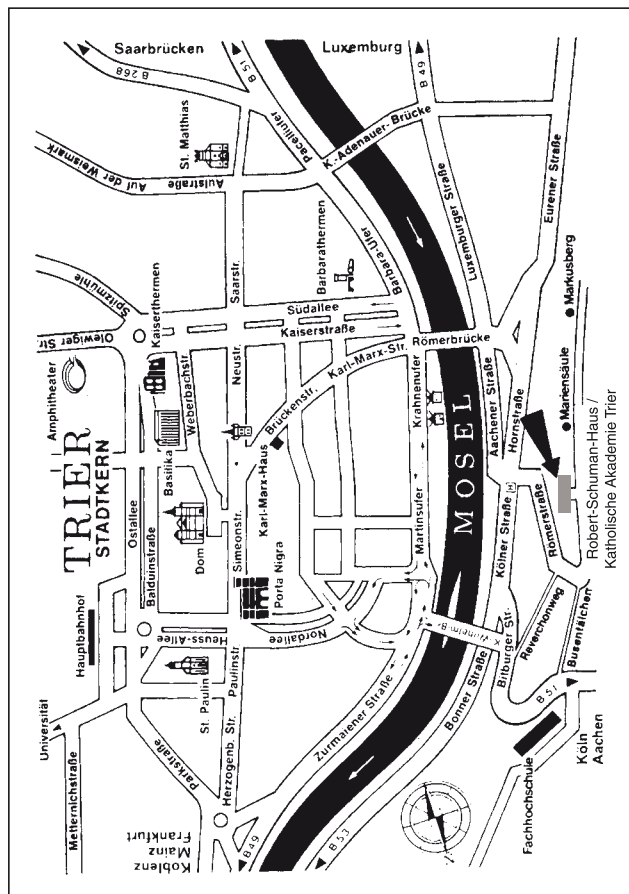 Saarbrücken
Luxemburg
B 268
B 51
B 49
St. Matthias
Pacelliufer
K.-Adenauer-Brücke
Auf der Weismark
Aulstraße
Luxemburger Straße
Eurener Straße
Spitzmühle
Olewiger Str.
Kaiserthermen
Saarstr.
Barbarathermen
Barbara-Ufer
Südallee
Kaiserstraße
Markusberg
Amphitheater
Weberbachstr.
Neustr.
Karl-Marx-Str.
Römerbrücke
Krahnenufer
Aachener Straße
Hornstraße
Mariensäule
TRIER
STADTKERN
Basilika
Brückenstr.
Karl-Marx-Haus
MOSEL
Robert-Schuman-Haus /
Katholische Akademie Trier
Ostallee
Balduinstraße
Dom
Simeonstr.
Porta Nigra
Martinsufer
Kölner Straße
H
Römerstraße
Hauptbahnhof
Heuss-Allee
Nordallee
K.-Wilhelm-Br.
Bitburger Str.
Reverchonweg
Busentälchen
St. Paulin
Paulinstr.
Zurmaiener Straße
Bonner Straße
B 51
Universität
Metternichstraße
Parkstraße
Herzogenb. Str.
Fachhochschule
Köln
Aachen
Koblenz
Mainz
Frankfurt
B 49
B 53